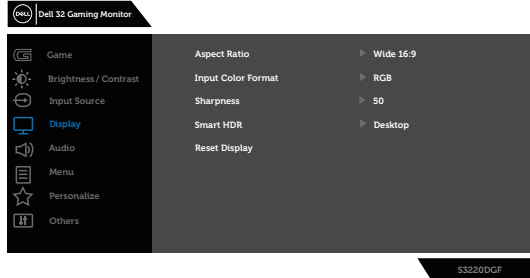 DELL Dell 32 Gaming Monitor
Game
Brightness / Contrast
Input Source
Display
Audio
Menu
Personalize
Others
Aspect Ratio Wide 16:9
Input Color Format RGB
Sharpness 50
Smart HDR Desktop
Reset Display
S3220DGF